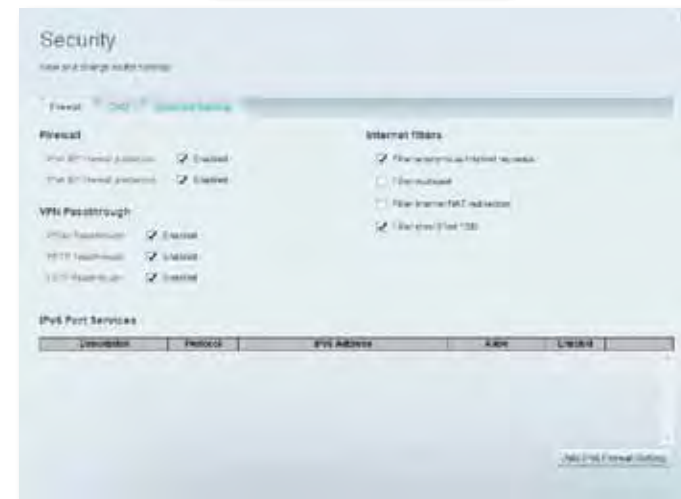 Security
View and change router settings
Firewall DMZ
Firewall
Internet filters
IPv6 SPI firewall protection Enabled
IPv4 SPI firewall protection Enabled
Filter anonymous Internet requests
Filter multicast
Filter Internet NAT redirection
Filter ident (Port 113)
VPN Passthrough
IPSec Passthrough Enabled
PPTP Passthrough Enabled
L2TP Passthrough Enabled
IPv6 Port Services
Description Protocol IPv6 Address Allow Enabled
Add IPv6 Firewall Setting